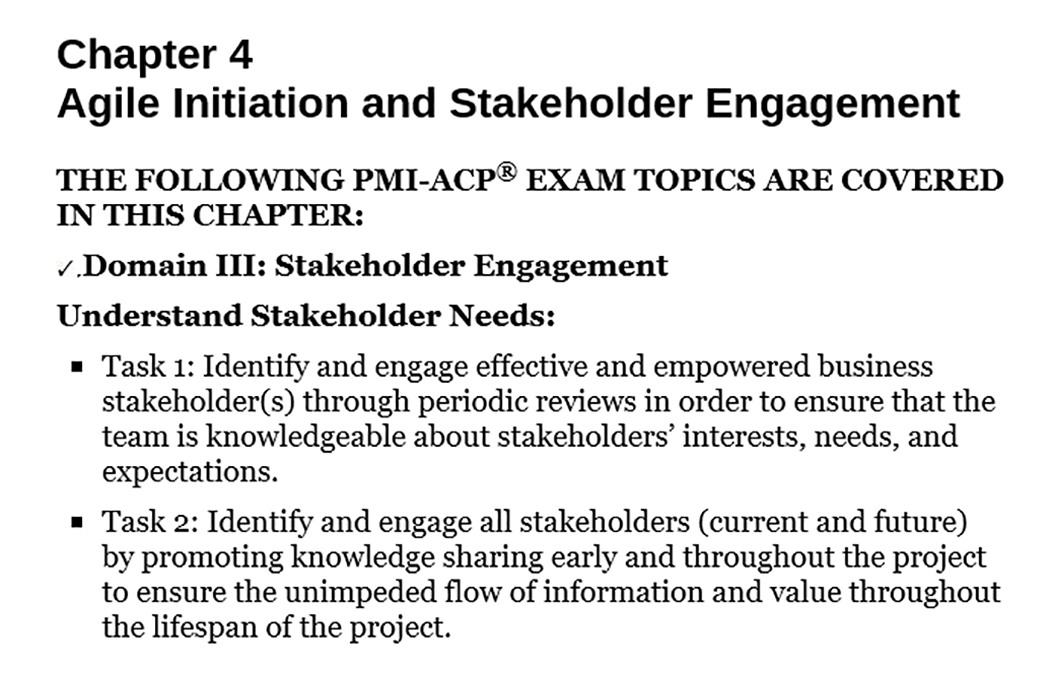 Chapter 4
Agile Initiation and Stakeholder Engagement
THE FOLLOWING PMI-ACP® EXAM TOPICS ARE COVERED
IN THIS CHAPTER:
✓.Domain III: Stakeholder Engagement
Understand Stakeholder Needs:
▪ Task 1: Identify and engage effective and empowered business
stakeholder(s) through periodic reviews in order to ensure that the
team is knowledgeable about stakeholders’ interests, needs, and
expectations.
▪ Task 2: Identify and engage all stakeholders (current and future)
by promoting knowledge sharing early and throughout the project
to ensure the unimpeded flow of information and value throughout
the lifespan of the project.